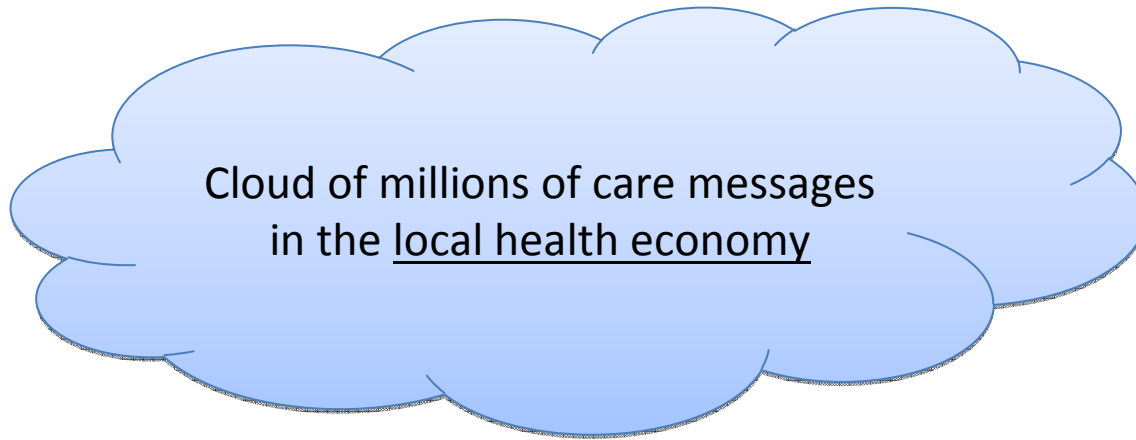 Cloud of millions of care messages
in the local health economy